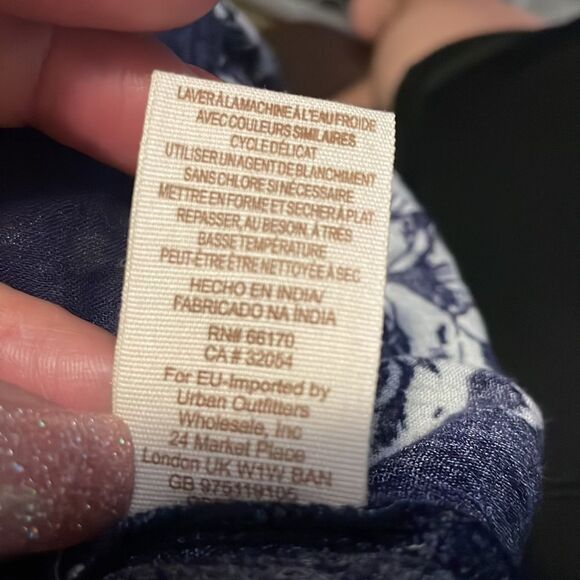 LAVER À LA MACHINE À L'EAU FROIDE
AVEC COULEURS SIMILAIRES
CYCLE DÉLICAT
UTILISER UN AGENT DE BLANCHIMENT
SANS CHLORE SI NÉCESSAIRE
METTRE EN FORME ET SÉCHER À PLAT
REPASSER, AU BESOIN, À TRÈS
BASSE TEMPÉRATURE
PEUT-ÊTRE ÊTRE NETTOYÉE À SEC
HECHO EN INDIA/
FABRICADO NA ÍNDIA
RN# 66170
CA # 32054
For EU-Imported by
Urban Outfitters
Wholesale, Inc
24 Market Place
London UK W1W 8AN
GB 975119105